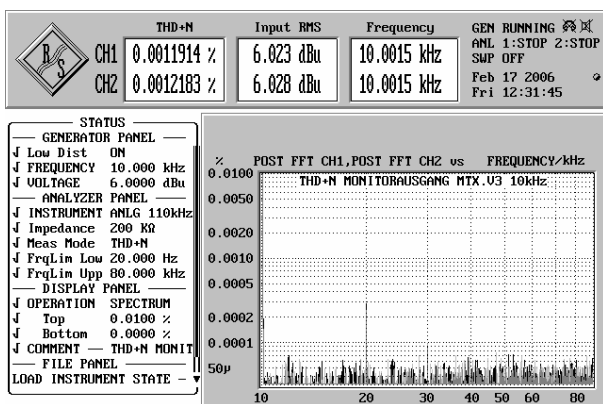 THD+N Input RMS Frequency
R S
CH1 0.0011914 % 6.023 dBu 10.0015 kHz
CH2 0.0012183 % 6.028 dBu 10.0015 kHz
GEN RUNNING
ANL 1:STOP 2:STOP
SWP OFF
Feb 17 2006
Fri 12:31:45
STATUS
GENERATOR PANEL
Low Dist ON
FREQUENCY 10.000 kHz
VOLTAGE 6.0000 dBu
ANALYZER PANEL
INSTRUMENT ANLG 110kHz
Impedance 200 KΩ
Meas Mode THD+N
FrqLim Low 20.000 Hz
FrqLim Upp 80.000 kHz
DISPLAY PANEL
OPERATION SPECTRUM
Top 0.0100 %
Bottom 0.0000 %
COMMENT — THD+N MONIT
FILE PANEL
LOAD INSTRUMENT STATE –
% POST FFT CH1,POST FFT CH2 vs FREQUENCY/kHz
THD+N MONITORAUSGANG MTX.V3 10kHz
0.0100
0.0050
0.0020
0.0010
0.0005
0.0002
0.0001
50µ
10 20 30 40 50 60 80